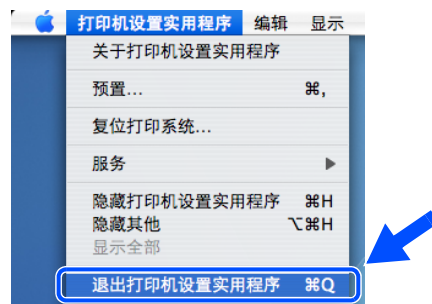 打印机设置实用程序 编辑 显示
关于打印机设置实用程序
预置... ⌘,
复位打印系统...
服务 ▶
隐藏打印机设置实用程序 ⌘H
隐藏其他 ⌥⌘H
显示全部
退出打印机设置实用程序 ⌘Q